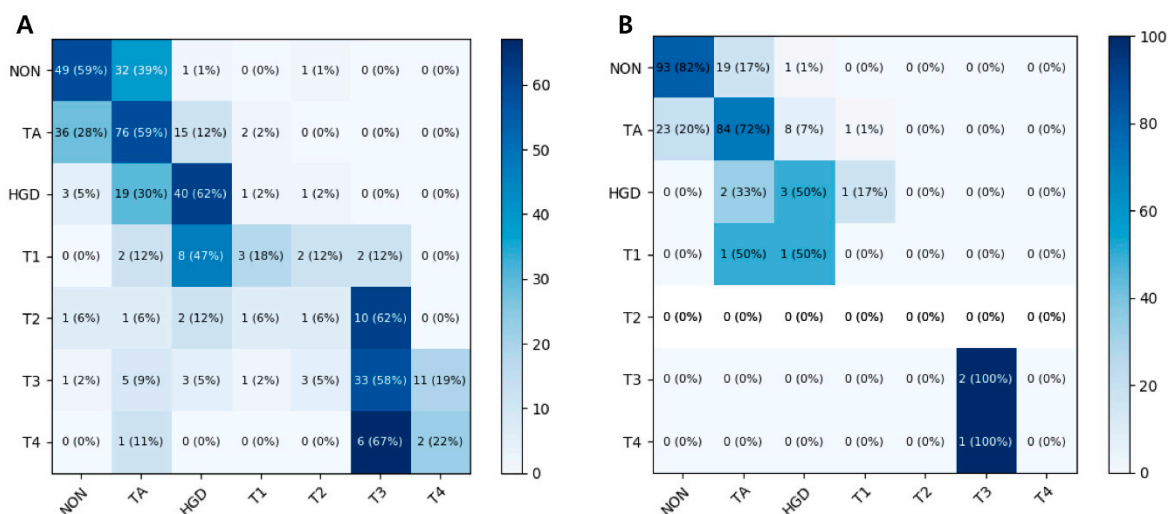 A
NON 49 (59%) 32 (39%) 1 (1%) 0 (0%) 1 (1%) 0 (0%) 0 (0%)
TA 36 (28%) 76 (59%) 15 (12%) 2 (2%) 0 (0%) 0 (0%) 0 (0%)
HGD 3 (5%) 19 (30%) 40 (62%) 1 (2%) 1 (2%) 0 (0%) 0 (0%)
T1 0 (0%) 2 (12%) 8 (47%) 3 (18%) 2 (12%) 2 (12%) 0 (0%)
T2 1 (6%) 1 (6%) 2 (12%) 1 (6%) 1 (6%) 10 (62%) 0 (0%)
T3 1 (2%) 5 (9%) 3 (5%) 1 (2%) 3 (5%) 33 (58%) 11 (19%)
T4 0 (0%) 1 (11%) 0 (0%) 0 (0%) 0 (0%) 6 (67%) 2 (22%)
NON TA HGD T1 T2 T3 T4
60
50
40
30
20
10
0
B
NON 93 (82%) 19 (17%) 1 (1%) 0 (0%) 0 (0%) 0 (0%) 0 (0%)
TA 23 (20%) 84 (72%) 8 (7%) 1 (1%) 0 (0%) 0 (0%) 0 (0%)
HGD 0 (0%) 2 (33%) 3 (50%) 1 (17%) 0 (0%) 0 (0%) 0 (0%)
T1 0 (0%) 1 (50%) 1 (50%) 0 (0%) 0 (0%) 0 (0%) 0 (0%)
T2 0 (0%) 0 (0%) 0 (0%) 0 (0%) 0 (0%) 0 (0%) 0 (0%)
T3 0 (0%) 0 (0%) 0 (0%) 0 (0%) 0 (0%) 2 (100%) 0 (0%)
T4 0 (0%) 0 (0%) 0 (0%) 0 (0%) 0 (0%) 1 (100%) 0 (0%)
NON TA HGD T1 T2 T3 T4
100
80
60
40
20
0